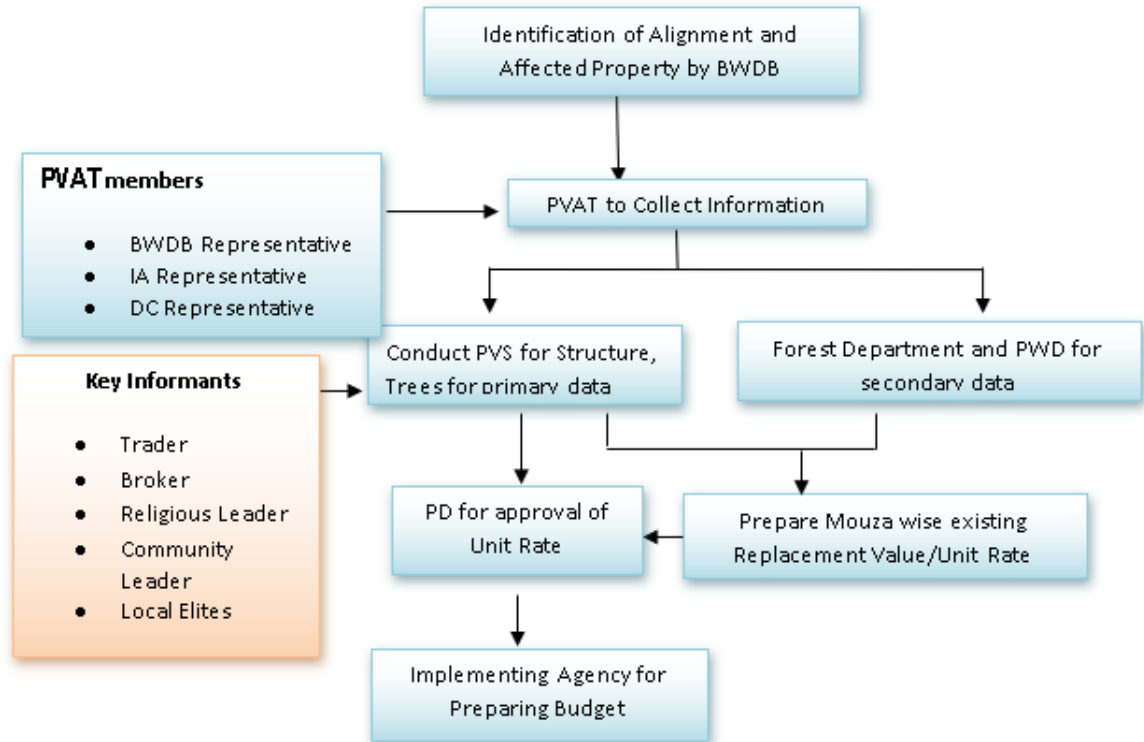 Identification of Alignment and
Affected Property by BWDB
PVAT members
● BWDB Representative
● IA Representative
● DC Representative
PVAT to Collect Information
Conduct PVS for Structure,
Trees for primary data
Forest Department and PWD for
secondary data
Key Informants
● Trader
● Broker
● Religious Leader
● Community
Leader
● Local Elites
PD for approval of
Unit Rate
Prepare Mouza wise existing
Replacement Value/Unit Rate
Implementing Agency for
Preparing Budget